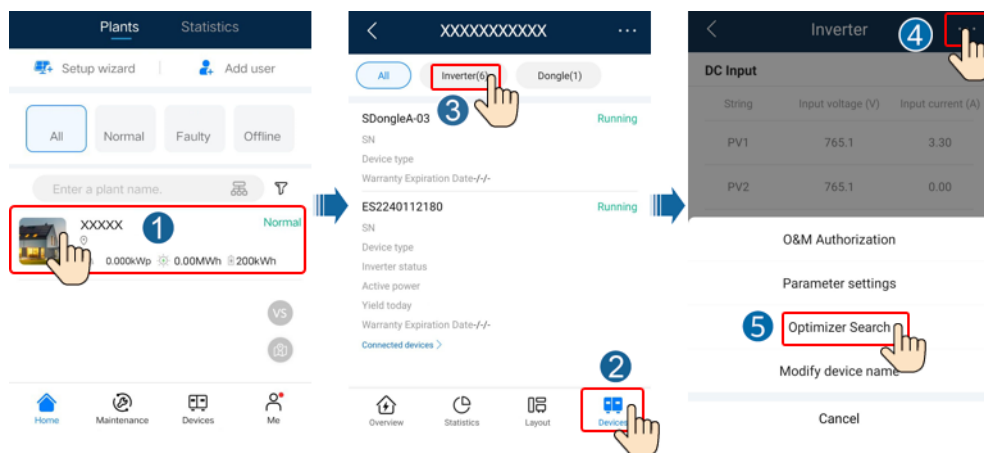 Plants Statistics
Setup wizard Add user
All Normal Faulty Offline
Enter a plant name.
XXXXX 1 Normal
0.000kWp 0.00MWh 200kWh
VS
Home Maintenance Devices Me
XXXXXXXXXXX ...
All Inverter(6) Dongle(1)
3
SDongleA-03 Running
SN
Device type
Warranty Expiration Date-/-/-
ES2240112180 Running
SN
Device type
Inverter status
Active power
Yield today
Warranty Expiration Date-/-/-
Connected devices >
2
Overview Statistics Layout Devices
Inverter 4
DC Input
String Input voltage (V) Input current (A)
PV1 765.1 3.30
PV2 765.1 0.00
O&M Authorization
Parameter settings
5 Optimizer Search
Modify device name
Cancel